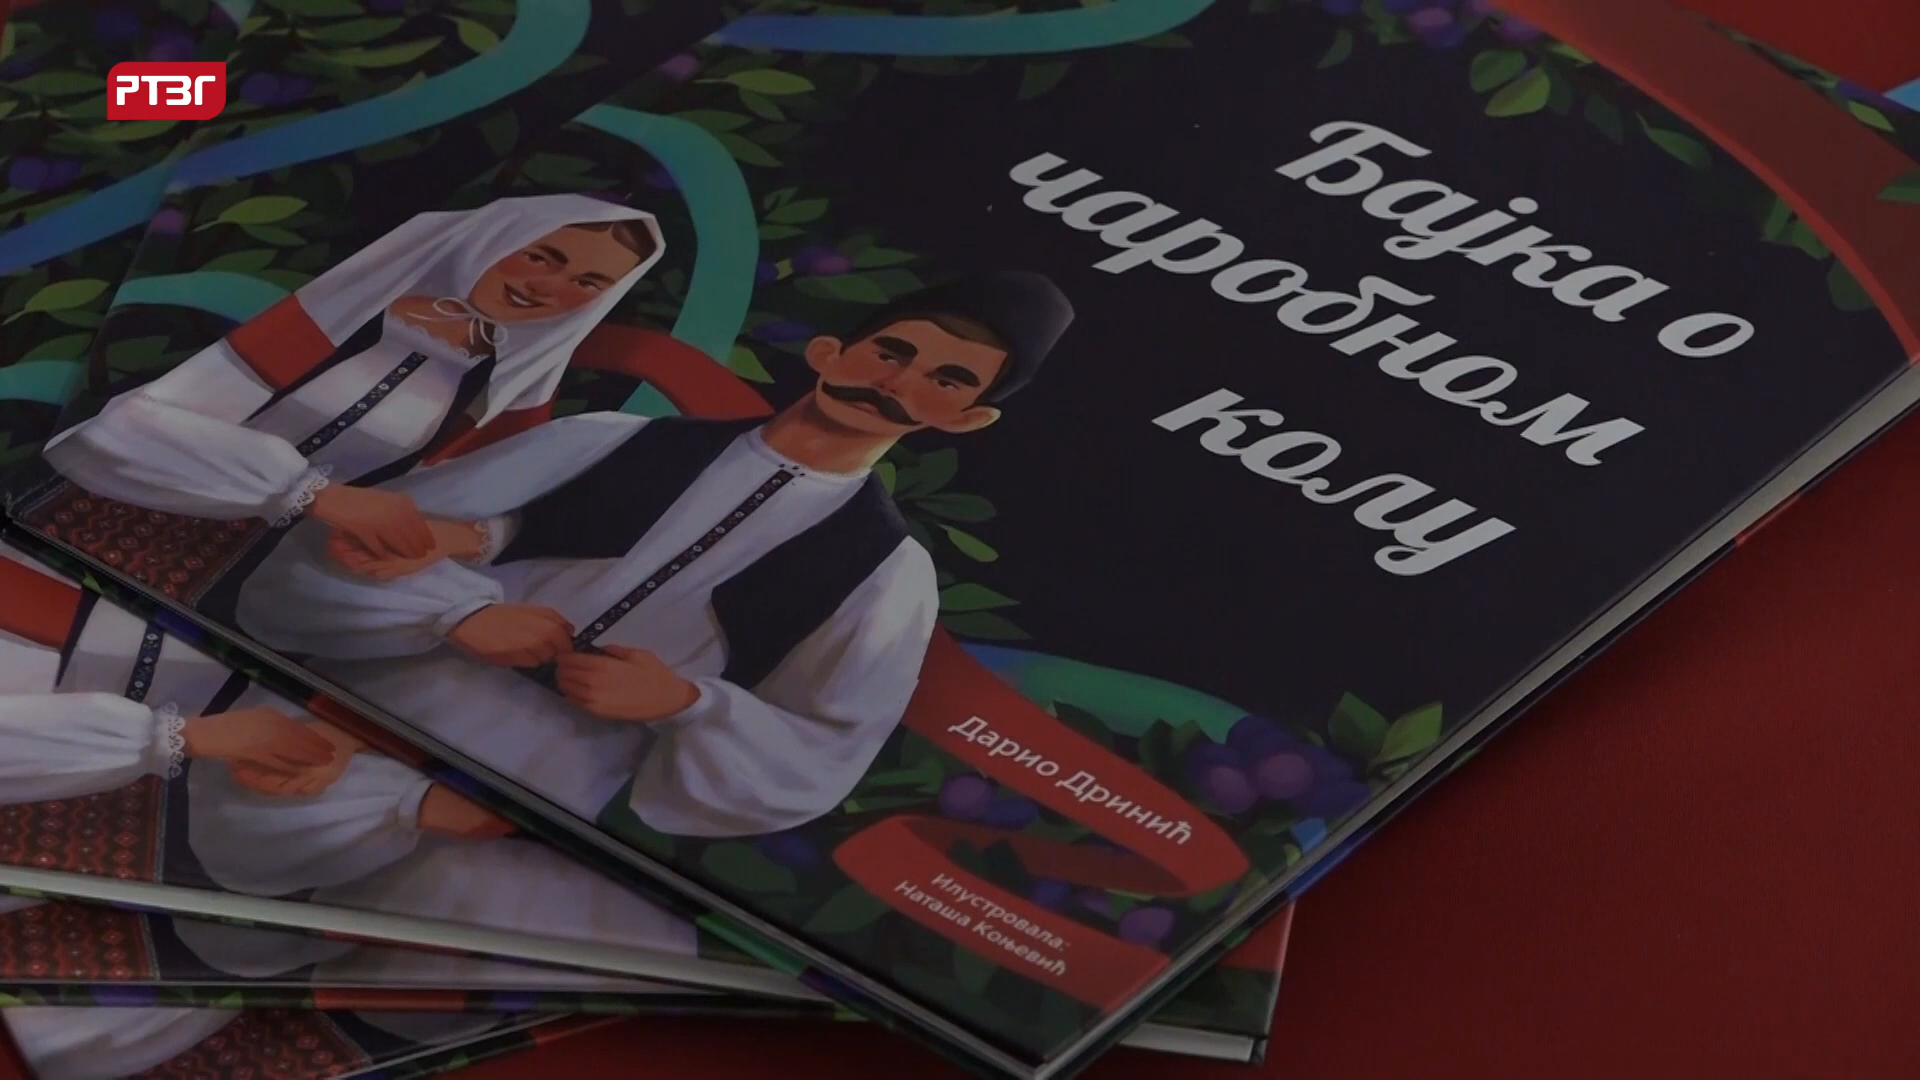 РТВГ
Бајка о
чаробном
колу
Дарио Дринић
Илустровала:
Наташа Коњевић